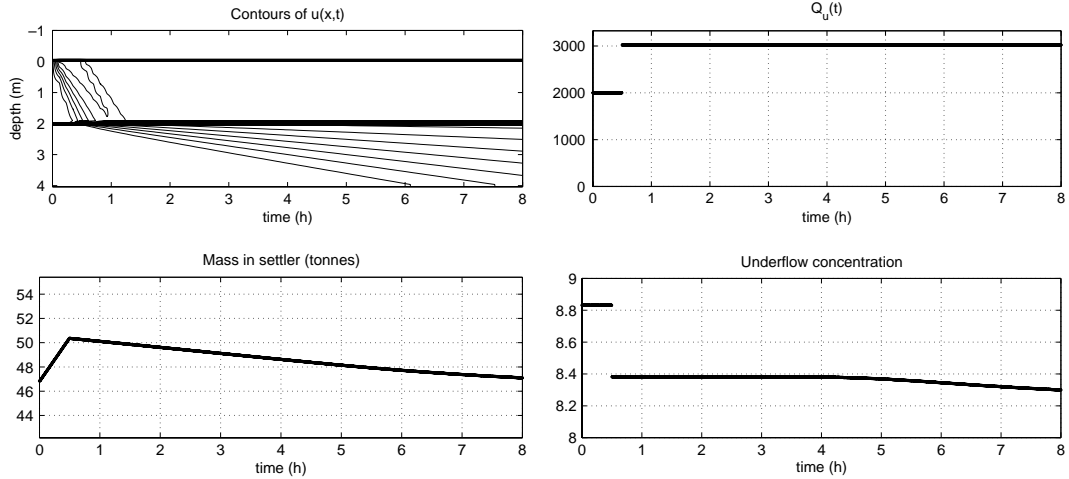 Contours of u(x,t)
–1
0
1
2
3
4
depth (m)
0 1 2 3 4 5 6 7 8
time (h)
Q_u(t)
3000
2000
1000
0
0 1 2 3 4 5 6 7 8
time (h)
Mass in settler (tonnes)
54
52
50
48
46
44
0 1 2 3 4 5 6 7 8
time (h)
Underflow concentration
9
8.8
8.6
8.4
8.2
8
0 1 2 3 4 5 6 7 8
time (h)